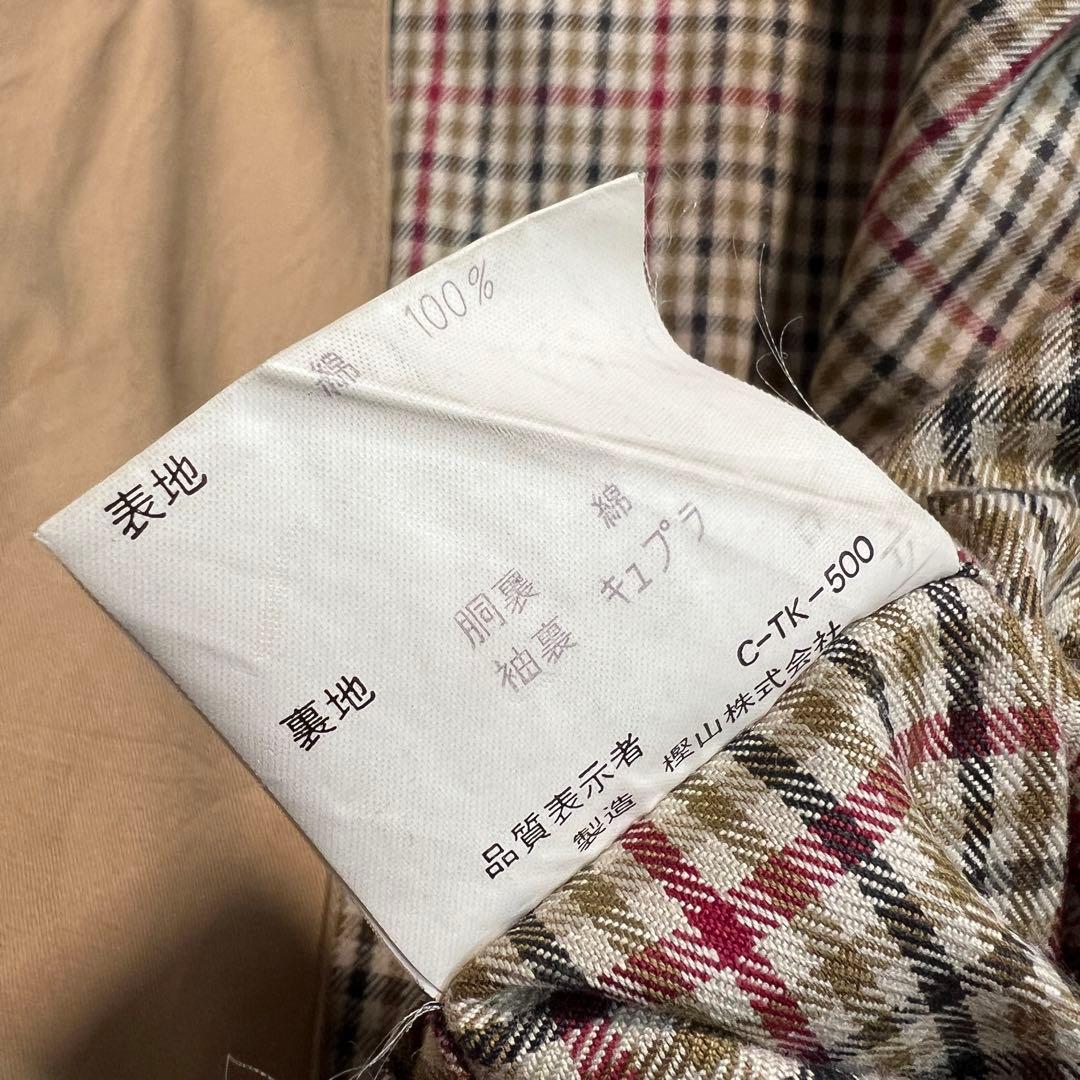 表地 綿 100%
裏地 胴裏 綿
袖裏 キュプラ
品質表示者 C-TK-500
製造 樫山株式会社